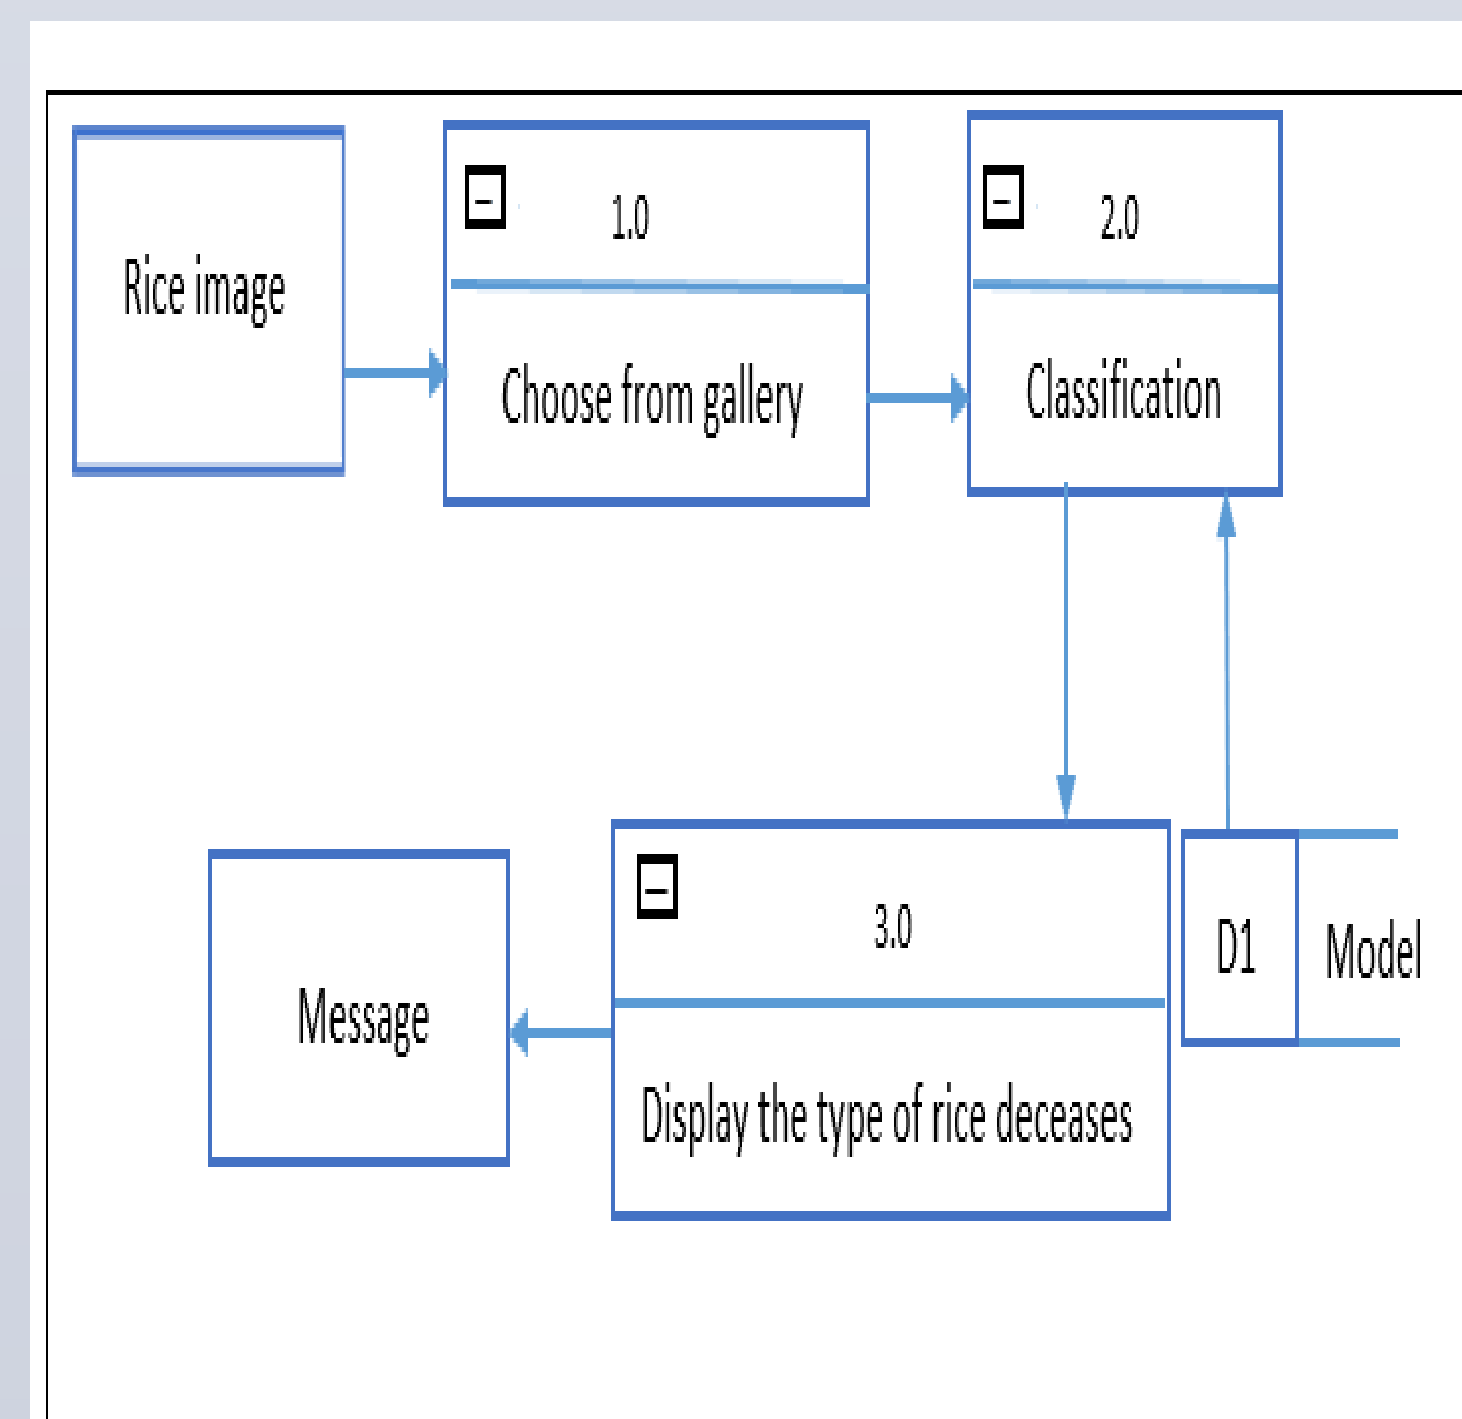 Rice image
1.0
Choose from gallery
2.0
Classification
Message
3.0
Display the type of rice deceases
D1
Model